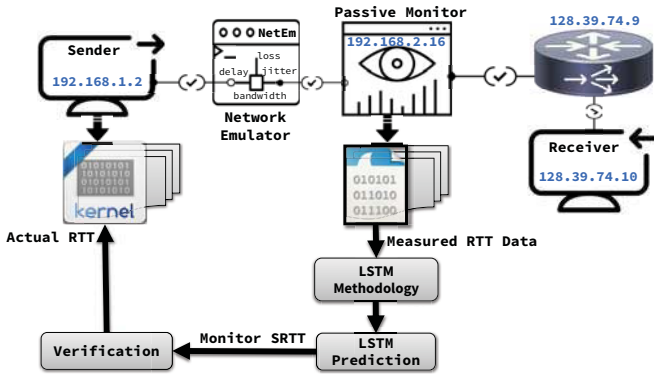 Passive Monitor
128.39.74.9
NetEm
Sender
192.168.2.16
loss
delay
jitter
192.168.1.2
bandwidth
Network
Emulator
Receiver
128.39.74.10
010101
011010
011100
kernel
Actual RTT
Measured RTT Data
LSTM
Methodology
Monitor SRTT
Verification
LSTM
Prediction